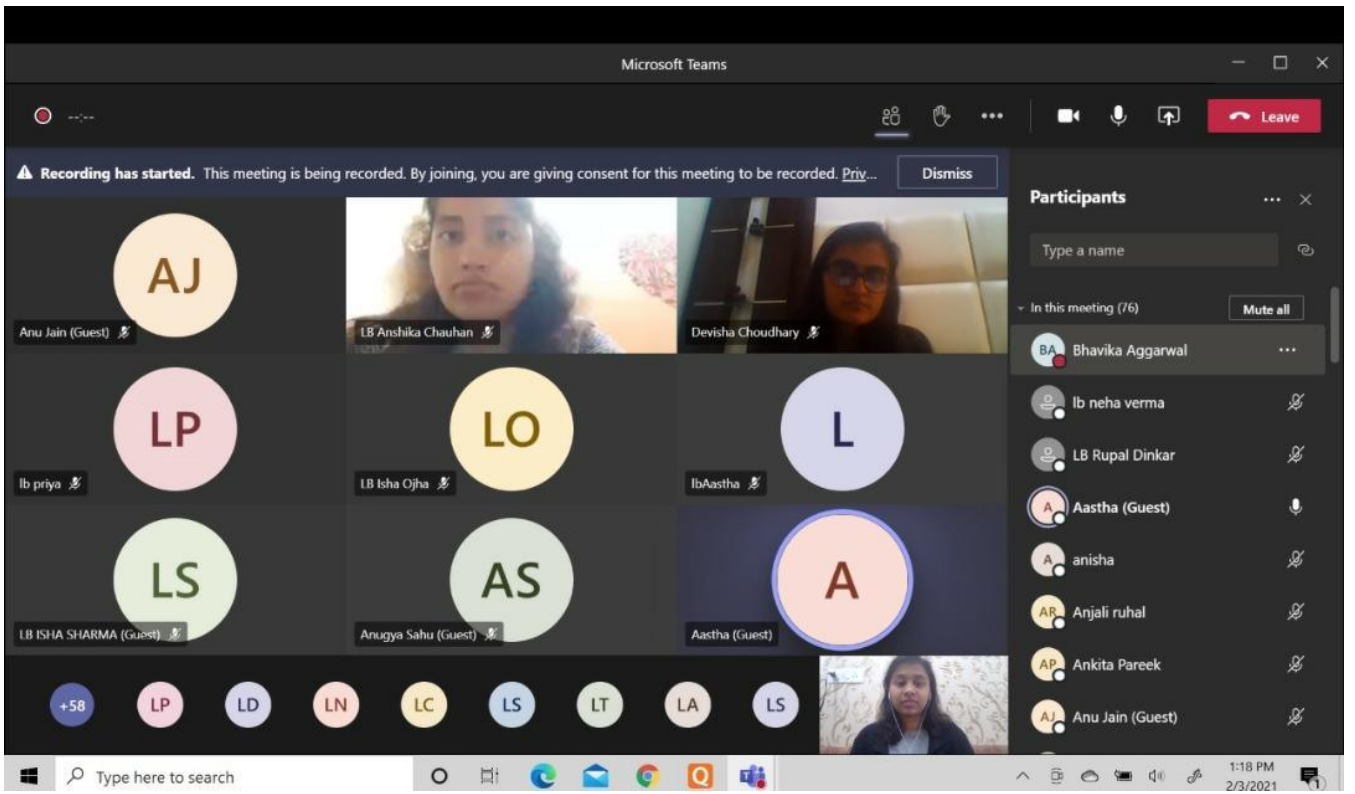 Microsoft Teams
--:--
Leave
Recording has started. This meeting is being recorded. By joining, you are giving consent for this meeting to be recorded. Priv...
Dismiss
AJ
Anu Jain (Guest)
LB Anshika Chauhan
Devisha Choudhary
LP
lb priya
LO
LB Isha Ojha
L
lbAastha
LS
LB ISHA SHARMA (Guest)
AS
Anugya Sahu (Guest)
A
Aastha (Guest)
+58
LP
LD
LN
LC
LS
LT
LA
LS
Participants
Type a name
In this meeting (76)
Mute all
BA
Bhavika Aggarwal
lb neha verma
LB Rupal Dinkar
A
Aastha (Guest)
A
anisha
AR
Anjali ruhal
AP
Ankita Pareek
AJ
Anu Jain (Guest)
Type here to search
Q
1:18 PM
2/3/2021
1